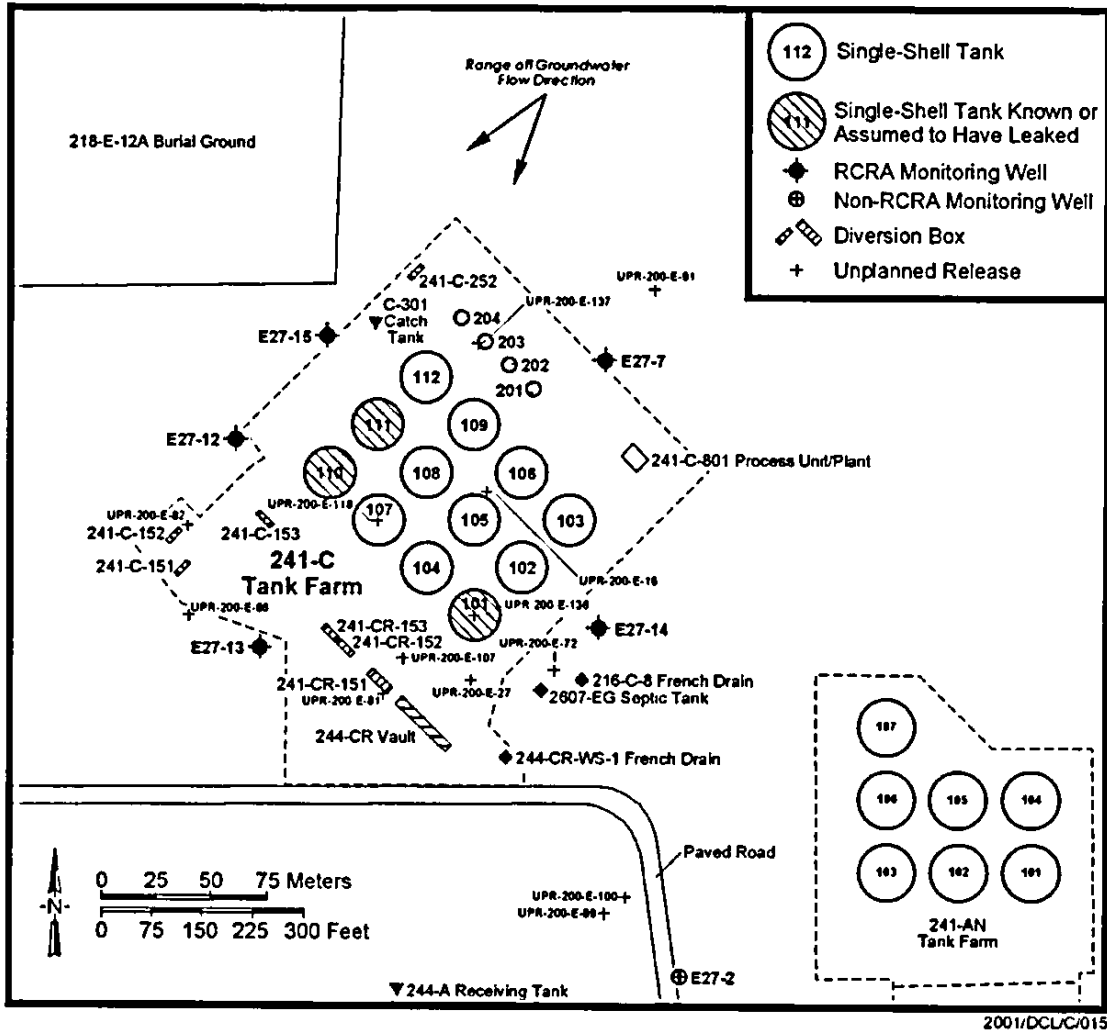 Range off Groundwater
Flow Direction
218-E-12A Burial Ground
112
Single-Shell Tank
111
Single-Shell Tank Known or
Assumed to Have Leaked
RCRA Monitoring Well
Non-RCRA Monitoring Well
Diversion Box
Unplanned Release
UPR-200-E-91
241-C-252
UPR-200-E-137
C-301
Catch
Tank
204
203
202
201
E27-15
E27-7
112
111
109
E27-12
110
108
106
241-C-801 Process Unit/Plant
UPR-200-E-118
107
105
103
UPR-200-E-82
241-C-152
241-C-153
241-C-151
241-C
Tank Farm
104
102
UPR-200-E-16
101
UPR 200 E-136
UPR-200-E-86
241-CR-153
241-CR-152
UPR-200-E-72
E27-14
E27-13
UPR-200-E-107
241-CR-151
UPR-200-E-27
216-C-8 French Drain
2607-EG Septic Tank
UPR-200 E-81
244-CR Vault
244-CR-WS-1 French Drain
107
106
105
104
103
102
101
241-AN
Tank Farm
Paved Road
N
0 25 50 75 Meters
0 75 150 225 300 Feet
UPR-200-E-100
UPR-200-E-99
E27-2
244-A Receiving Tank
2001/DCL/C/015